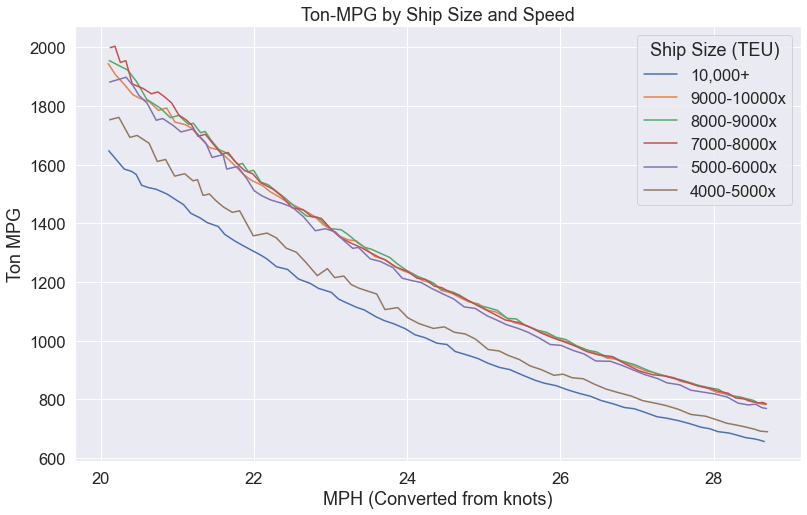 Ton-MPG by Ship Size and Speed
Ship Size (TEU)
10,000+
9000-10000x
8000-9000x
7000-8000x
5000-6000x
4000-5000x
Ton MPG
2000
1800
1600
1400
1200
1000
800
600
20 22 24 26 28
MPH (Converted from knots)